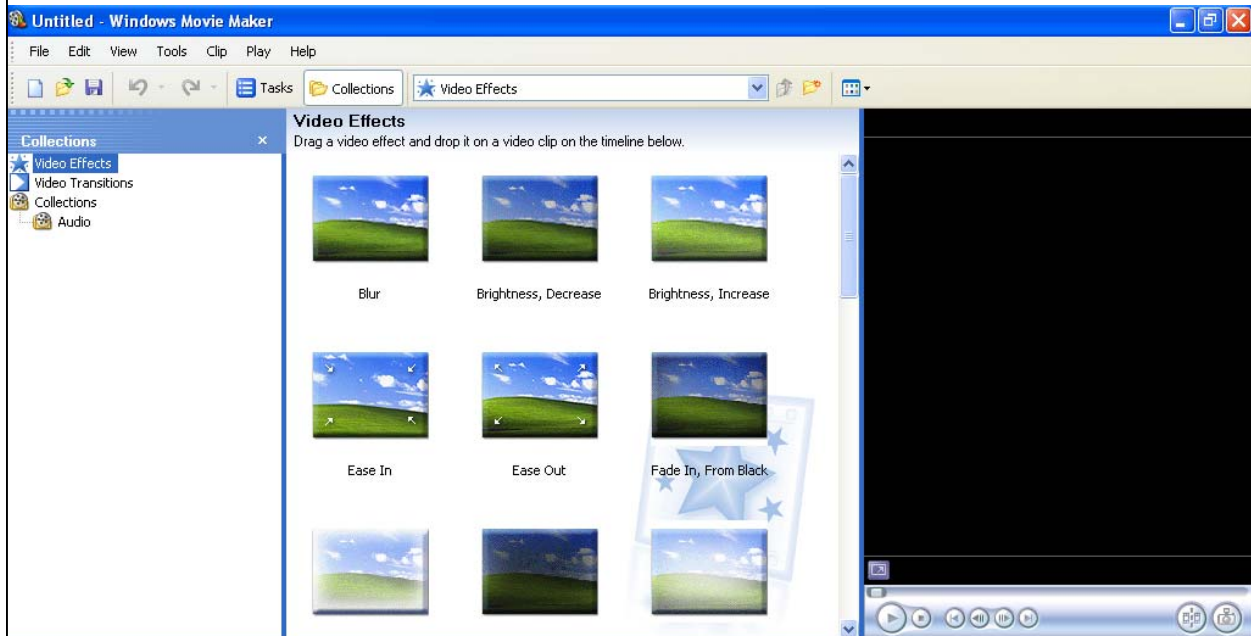 Untitled - Windows Movie Maker
File Edit View Tools Clip Play Help
Tasks Collections Video Effects
Collections
Video Effects
Video Transitions
Collections
Audio
Video Effects
Drag a video effect and drop it on a video clip on the timeline below.
Blur Brightness, Decrease Brightness, Increase
Ease In Ease Out Fade In, From Black